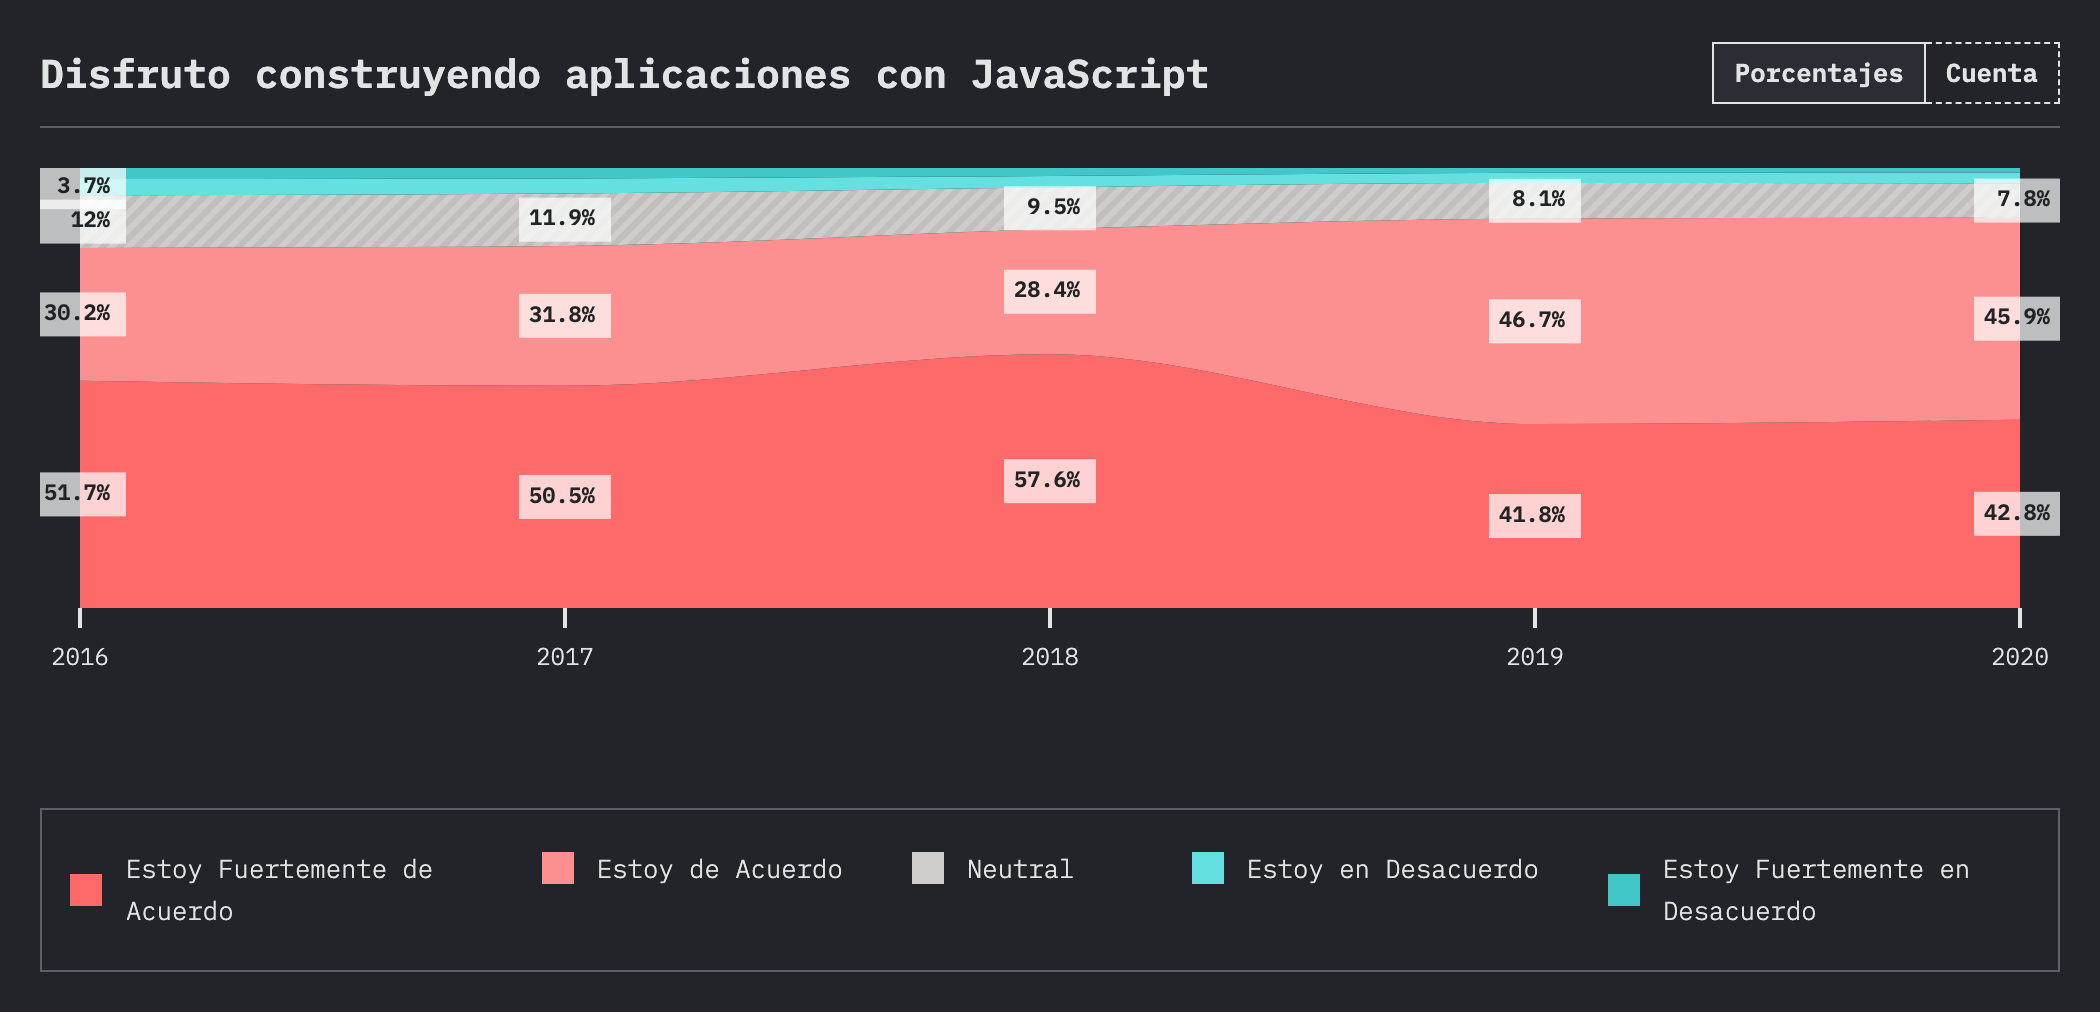 Disfruto construyendo aplicaciones con JavaScript
Porcentajes Cuenta
3.7%
12% 11.9% 9.5% 8.1% 7.8%
30.2% 31.8% 28.4% 46.7% 45.9%
51.7% 50.5% 57.6% 41.8% 42.8%
2016 2017 2018 2019 2020
Estoy Fuertemente de
Acuerdo
Estoy de Acuerdo
Neutral
Estoy en Desacuerdo
Estoy Fuertemente en
Desacuerdo